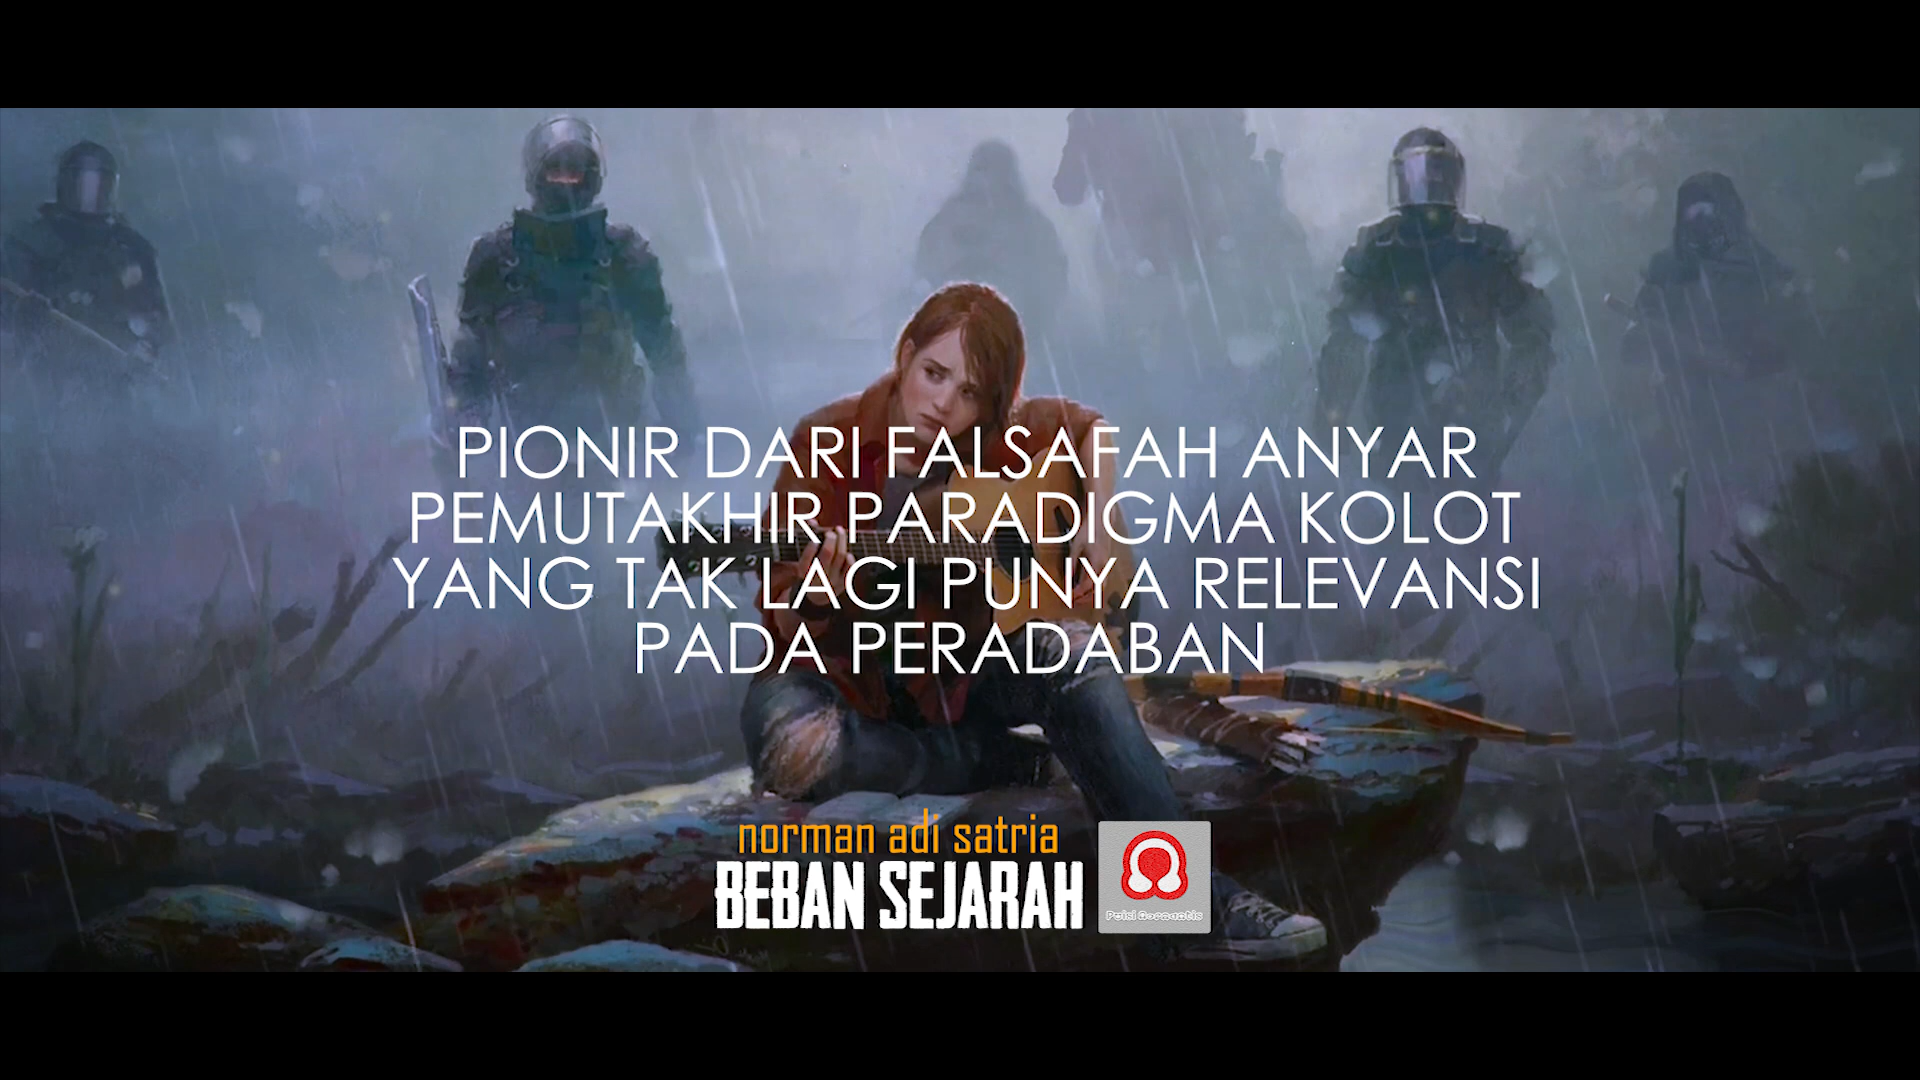 PIONIR DARI FALSAFAH ANYAR
PEMUTAKHIR PARADIGMA KOLOT
YANG TAK LAGI PUNYA RELEVANSI
PADA PERADABAN
norman adi satria
BEBAN SEJARAH
Puisi